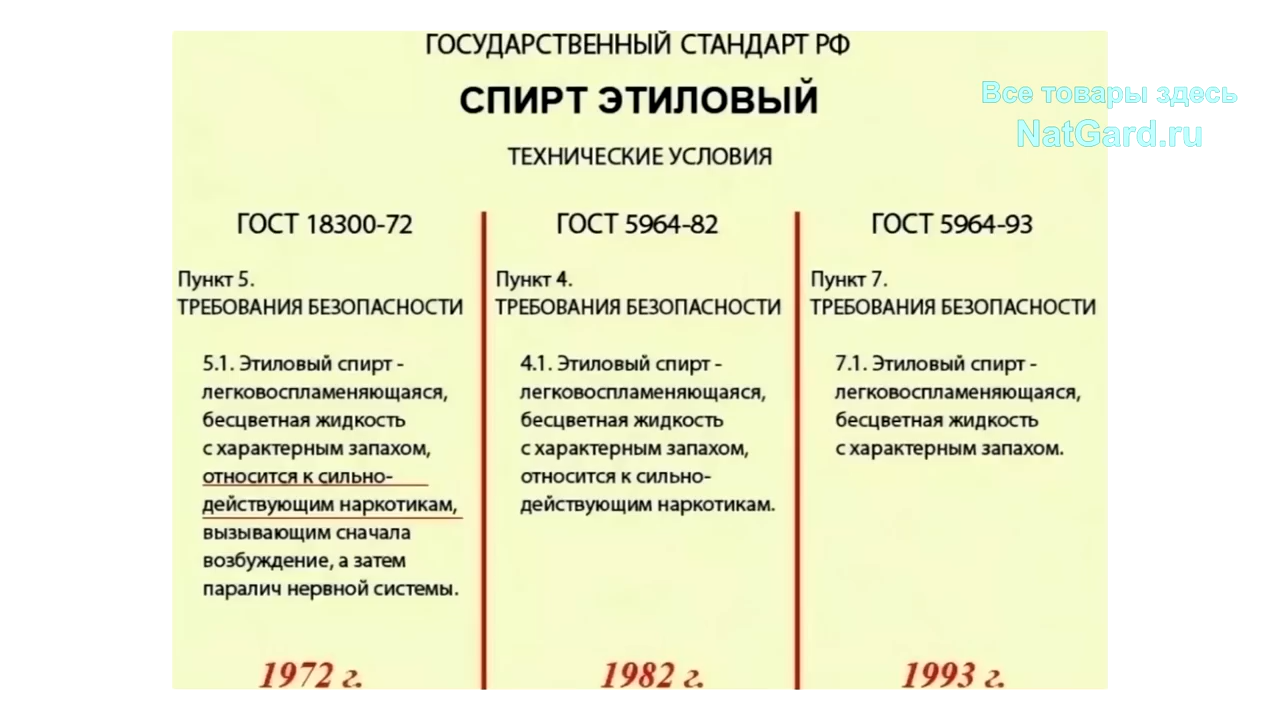 ГОСУДАРСТВЕННЫЙ СТАНДАРТ РФ
СПИРТ ЭТИЛОВЫЙ
ТЕХНИЧЕСКИЕ УСЛОВИЯ
Все товары здесь
NatGard.ru
ГОСТ 18300-72
Пункт 5.
ТРЕБОВАНИЯ БЕЗОПАСНОСТИ
5.1. Этиловый спирт -
легковоспламеняющаяся,
бесцветная жидкость
с характерным запахом,
относится к сильно-
действующим наркотикам,
вызывающим сначала
возбуждение, а затем
паралич нервной системы.
1972 г.
ГОСТ 5964-82
Пункт 4.
ТРЕБОВАНИЯ БЕЗОПАСНОСТИ
4.1. Этиловый спирт -
легковоспламеняющаяся,
бесцветная жидкость
с характерным запахом,
относится к сильно-
действующим наркотикам.
1982 г.
ГОСТ 5964-93
Пункт 7.
ТРЕБОВАНИЯ БЕЗОПАСНОСТИ
7.1. Этиловый спирт -
легковоспламеняющаяся,
бесцветная жидкость
с характерным запахом.
1993 г.